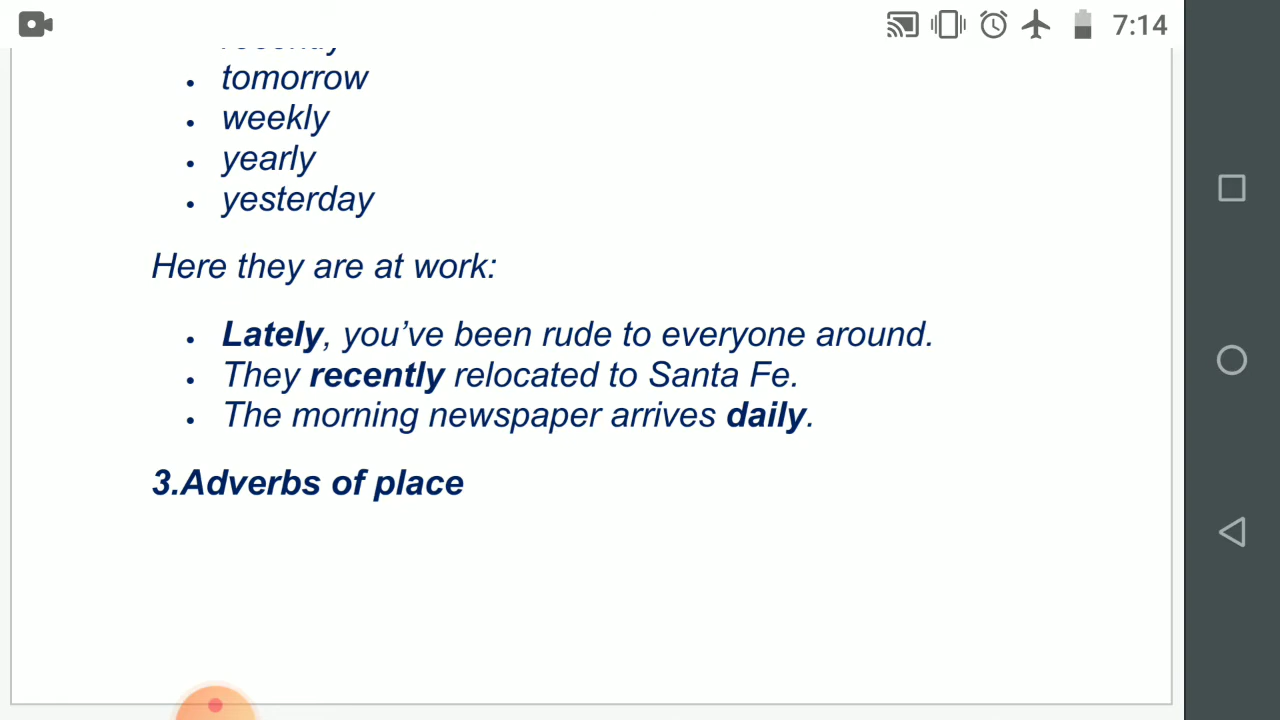 7:14
recently
• tomorrow
• weekly
• yearly
• yesterday
Here they are at work:
• Lately, you’ve been rude to everyone around.
• They recently relocated to Santa Fe.
• The morning newspaper arrives daily.
3.Adverbs of place